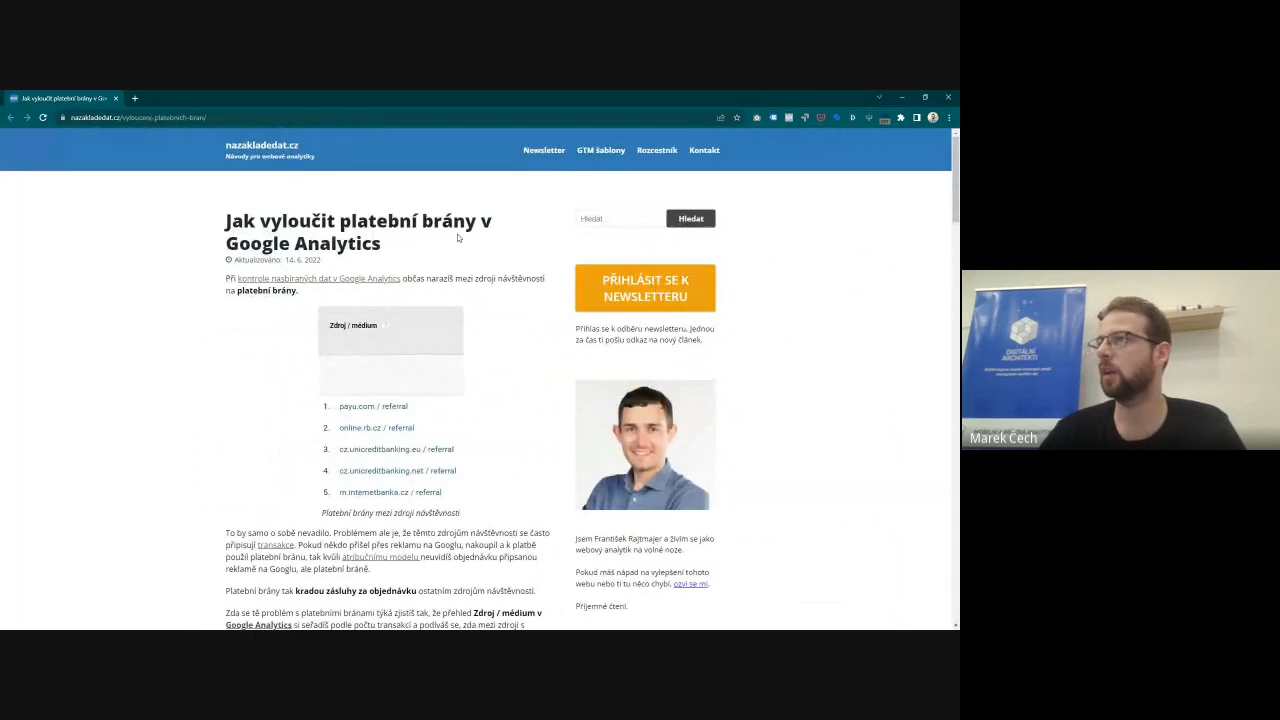 Jak vyloučit platební brány v Goo
nazakladedat.cz/vylouceni-platebnich-bran/
nazakladedat.cz
Návody pro webové analytiky
Newsletter GTM šablony Rozcestník Kontakt
Jak vyloučit platební brány v
Google Analytics
Aktualizováno: 14. 6. 2022
Při kontrole nasbíraných dat v Google Analytics občas narazíš mezi zdroji návštěvnosti
na platební brány.
Zdroj / médium
1. payu.com / referral
2. online.rb.cz / referral
3. cz.unicreditbanking.eu / referral
4. cz.unicreditbanking.net / referral
5. m.internetbanka.cz / referral
Platební brány mezi zdroji návštěvnosti
To by samo o sobě nevadilo. Problémem ale je, že těmto zdrojům návštěvnosti se často
připisují transakce. Pokud někdo přišel přes reklamu na Googlu, nakoupil a k platbě
použil platební bránu, tak kvůli atribučnímu modelu neuvidíš objednávku připsanou
reklamě na Googlu, ale platební bráně.
Platební brány tak kradou zásluhy za objednávku ostatním zdrojům návštěvnosti.
Zda se tě problém s platebními bránami týká zjistíš tak, že přehled Zdroj / médium v
Google Analytics si seřadíš podle počtu transakcí a podíváš se, zda mezi zdroji s
Hledat …
Hledat
PŘIHLÁSIT SE K
NEWSLETTERU
Přihlas se k odběru newsletteru. Jednou
za čas ti pošlu odkaz na nový článek.
Jsem František Rajtmajer a živím se jako
webový analytik na volné noze.
Pokud máš nápad na vylepšení tohoto
webu nebo ti tu něco chybí, ozvi se mi.
Příjemné čtení.
DIGITÁLNÍ
ARCHITEKTI
Marek Čech